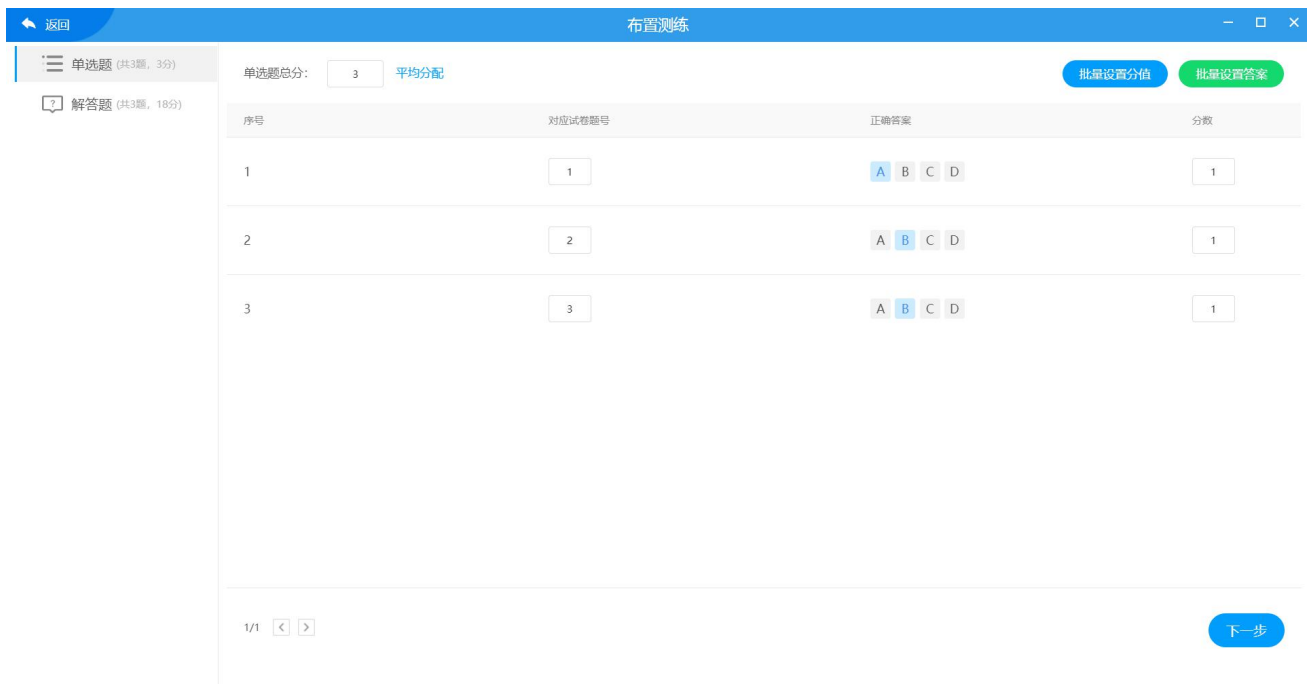 返回
布置测练
单选题 (共3题, 3分)
解答题 (共3题, 18分)
单选题总分: 3 平均分配
批量设置分值 批量设置答案
序号 对应试卷题号 正确答案 分数
1 1 A B C D 1
2 2 A B C D 1
3 3 A B C D 1
1/1 < >
下一步